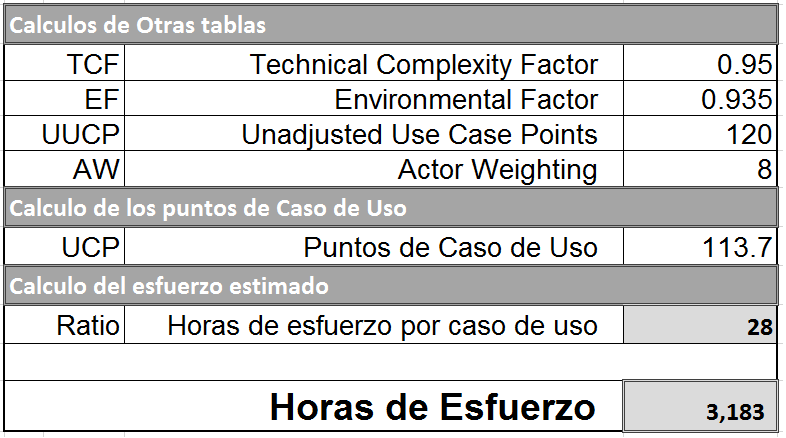 Calculos de Otras tablas
TCF Technical Complexity Factor 0.95
EF Environmental Factor 0.935
UUCP Unadjusted Use Case Points 120
AW Actor Weighting 8
Calculo de los puntos de Caso de Uso
UCP Puntos de Caso de Uso 113.7
Calculo del esfuerzo estimado
Ratio Horas de esfuerzo por caso de uso 28
Horas de Esfuerzo 3,183